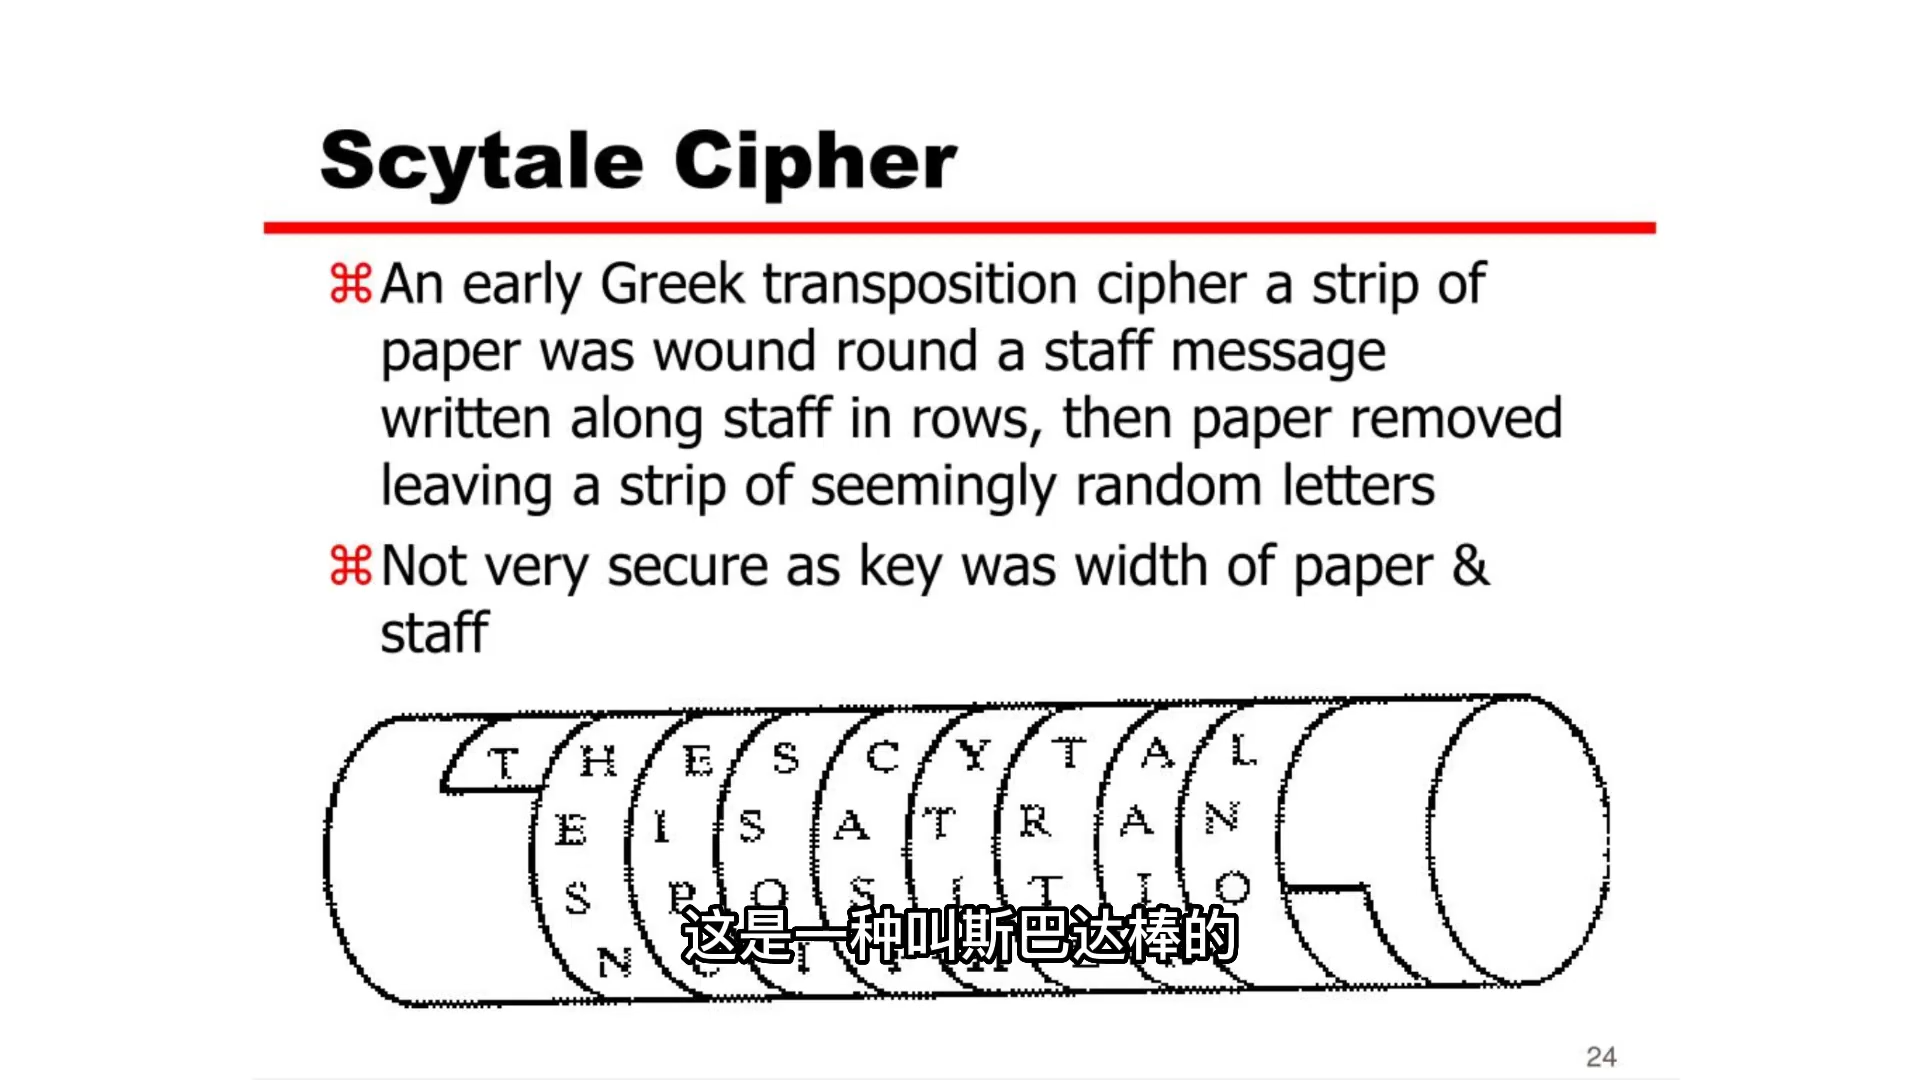 Scytale Cipher
⌘An early Greek transposition cipher a strip of
paper was wound round a staff message
written along staff in rows, then paper removed
leaving a strip of seemingly random letters
⌘Not very secure as key was width of paper &
staff
T H E S C Y T A L
E I S A T R A N
S P O S I T I O
N
这是一种叫斯巴达棒的
24